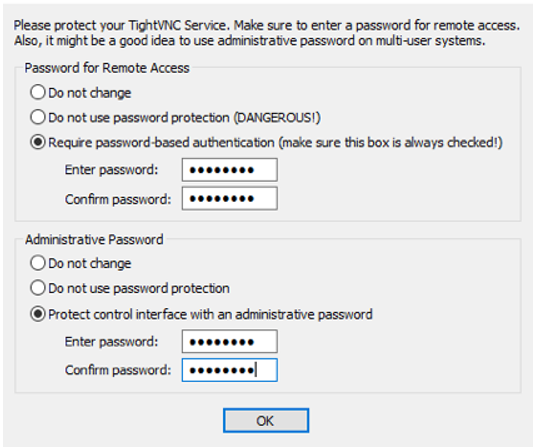 Please protect your TightVNC Service. Make sure to enter a password for remote access.
Also, it might be a good idea to use administrative password on multi-user systems.
Password for Remote Access
Do not change
Do not use password protection (DANGEROUS!)
Require password-based authentication (make sure this box is always checked!)
Enter password: ●●●●●●●●
Confirm password: ●●●●●●●●
Administrative Password
Do not change
Do not use password protection
Protect control interface with an administrative password
Enter password: ●●●●●●●●
Confirm password: ●●●●●●●●
OK